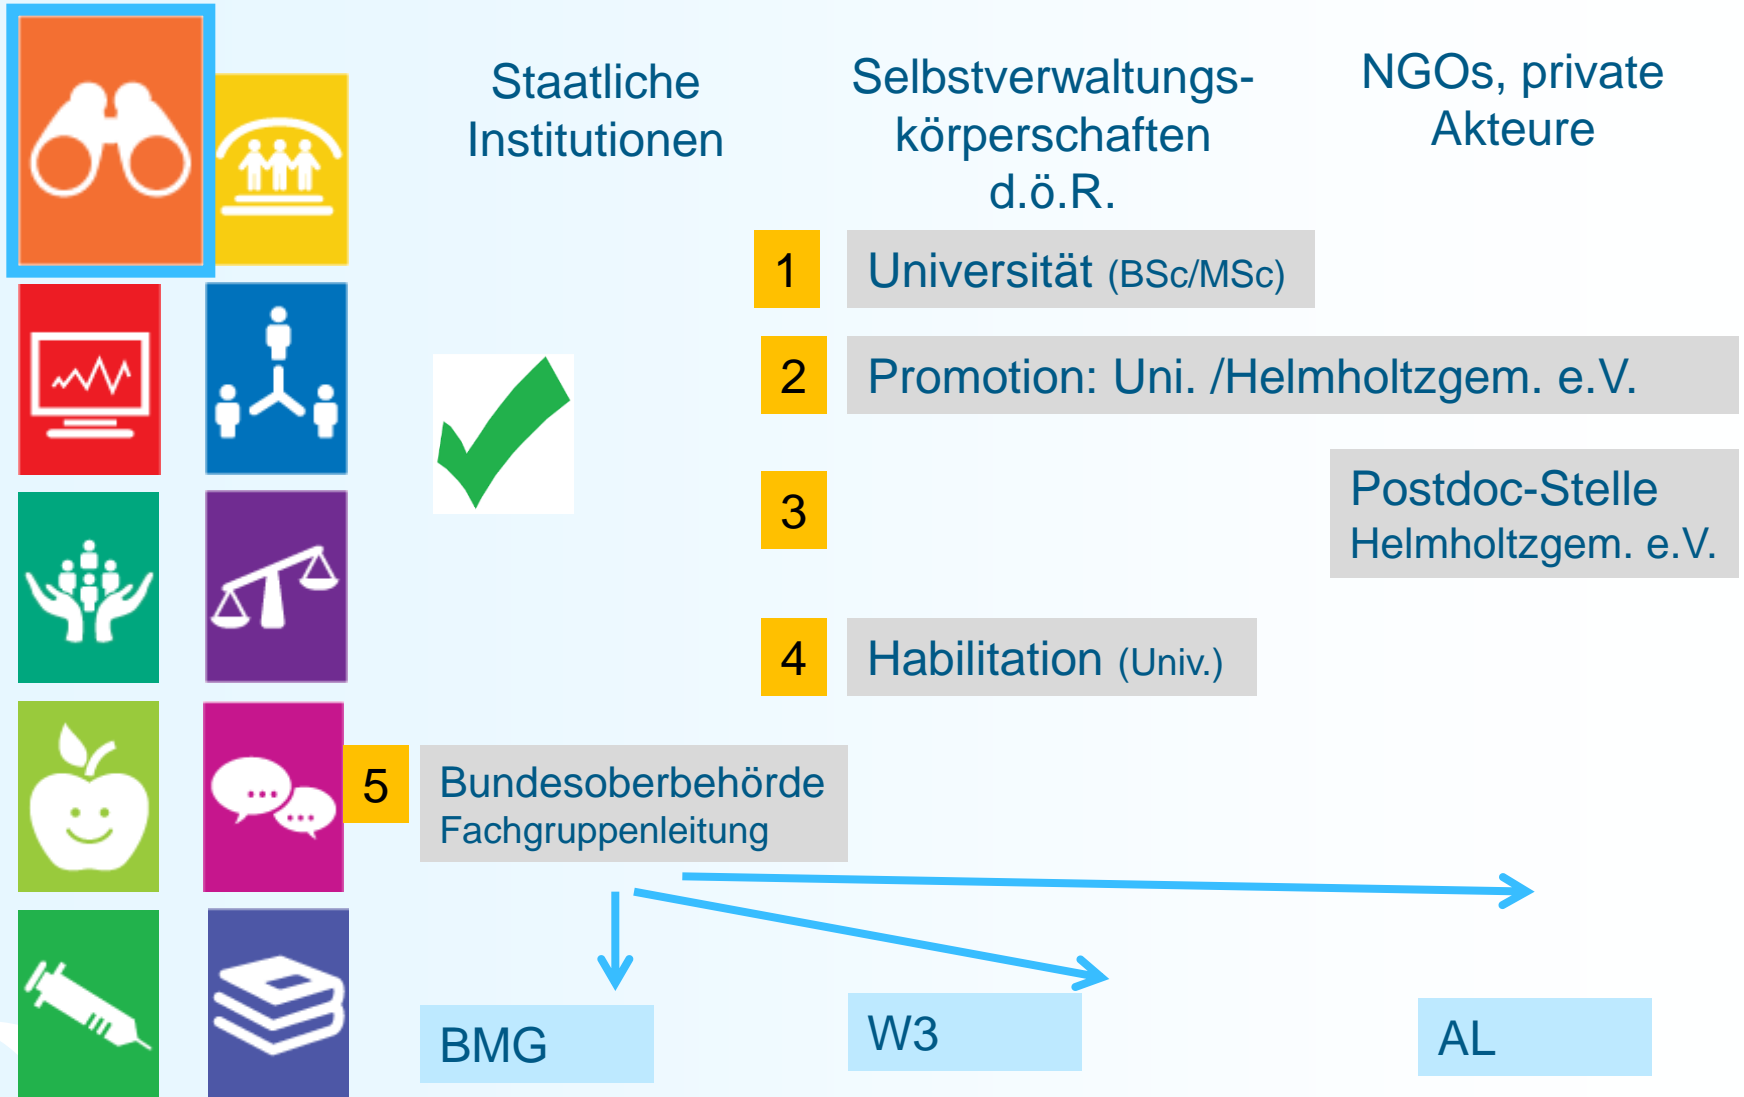 Staatliche
Institutionen
Selbstverwaltungs-
körperschaften
d.ö.R.
NGOs, private
Akteure
1
Universität (BSc/MSc)
2
Promotion: Uni. /Helmholtzgem. e.V.
3
Postdoc-Stelle
Helmholtzgem. e.V.
4
Habilitation (Univ.)
5
Bundesoberbehörde
Fachgruppenleitung
BMG
W3
AL